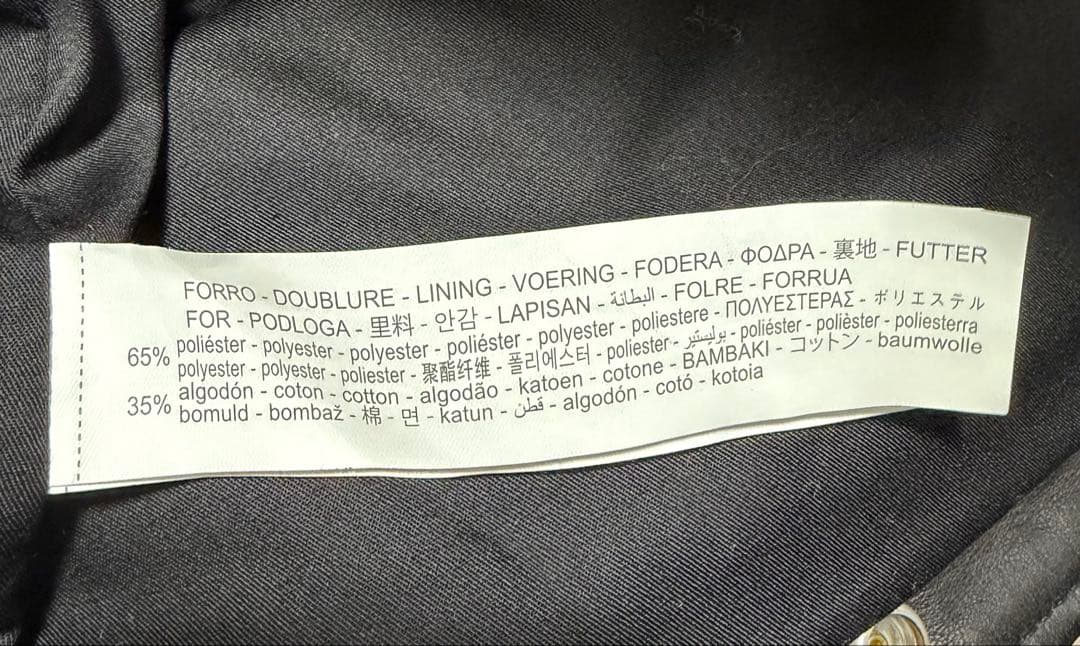 FORRO - DOUBLURE - LINING - VOERING - FODERA - ΦΟΔΡΑ - 裏地 - FUTTER
FOR - PODLOGA - 里料 - 안감 - LAPISAN - البطانة - FOLRE - FORRUA
65% poliéster - polyester - polyester - poliéster - polyester - poliestere - ΠΟΛΥΕΣΤΕΡΑΣ - ポリエステル
polyester - polyester - poliester - 聚酯纤维 - 폴리에스터 - poliester - بوليستير - poliéster - polièster - poliesterra
35% algodón - coton - cotton - algodão - katoen - cotone - BAMBAKI - コットン - baumwolle
bomuld - bombaž - 棉 - 면 - katun - قطن - algodón - cotó - kotoia